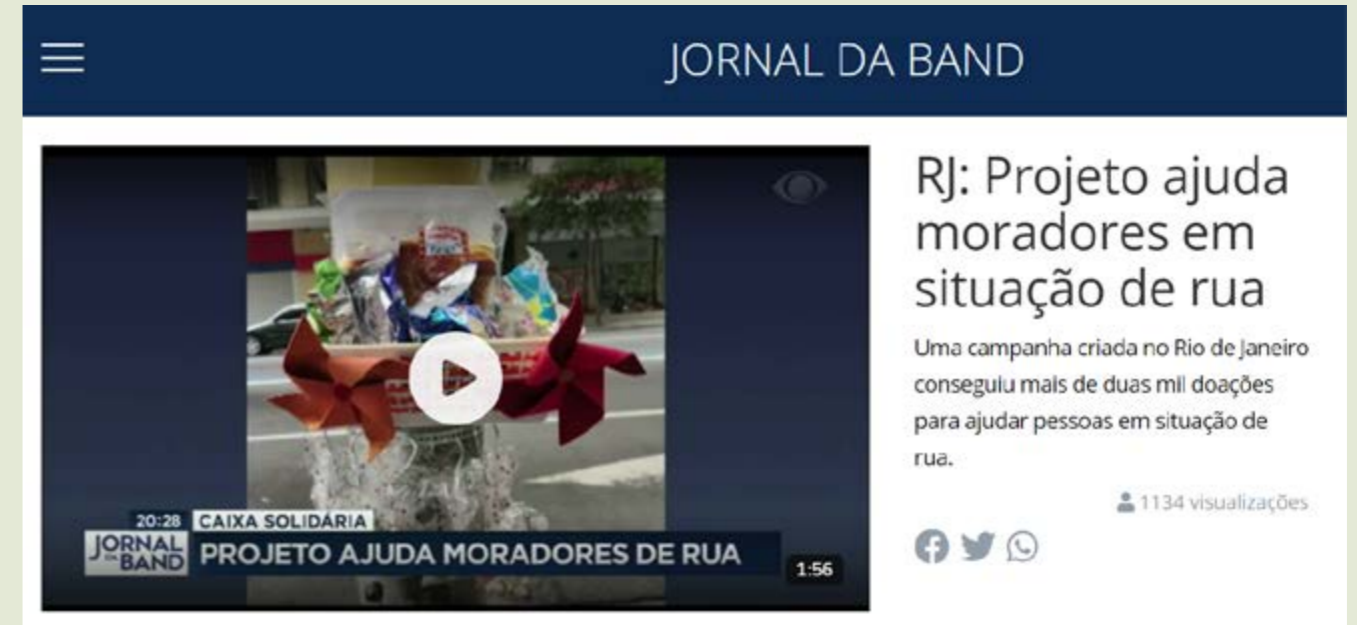 JORNAL DA BAND
20:28 CAIXA SOLIDÁRIA
JORNAL DA BAND
PROJETO AJUDA MORADORES DE RUA
1:56
RJ: Projeto ajuda
moradores em
situação de rua
Uma campanha criada no Rio de Janeiro
conseguiu mais de duas mil doações
para ajudar pessoas em situação de
rua.
1134 visualizações